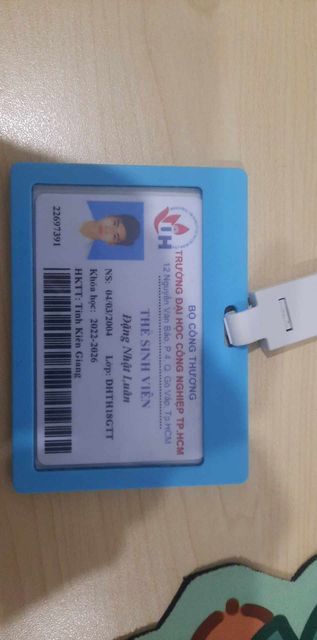 BỘ CÔNG THƯƠNG
TRƯỜNG ĐẠI HỌC CÔNG NGHIỆP TP.HCM
12 Nguyễn Văn Bảo, P 4, Q. Gò Vấp, Tp.HCM
IH
THẺ SINH VIÊN
Đặng Nhật Luân
NS: 04/03/2004 Lớp: DHTH18GTT
Khóa học: 2022-2026
HKTT: Tỉnh Kiên Giang
22697391